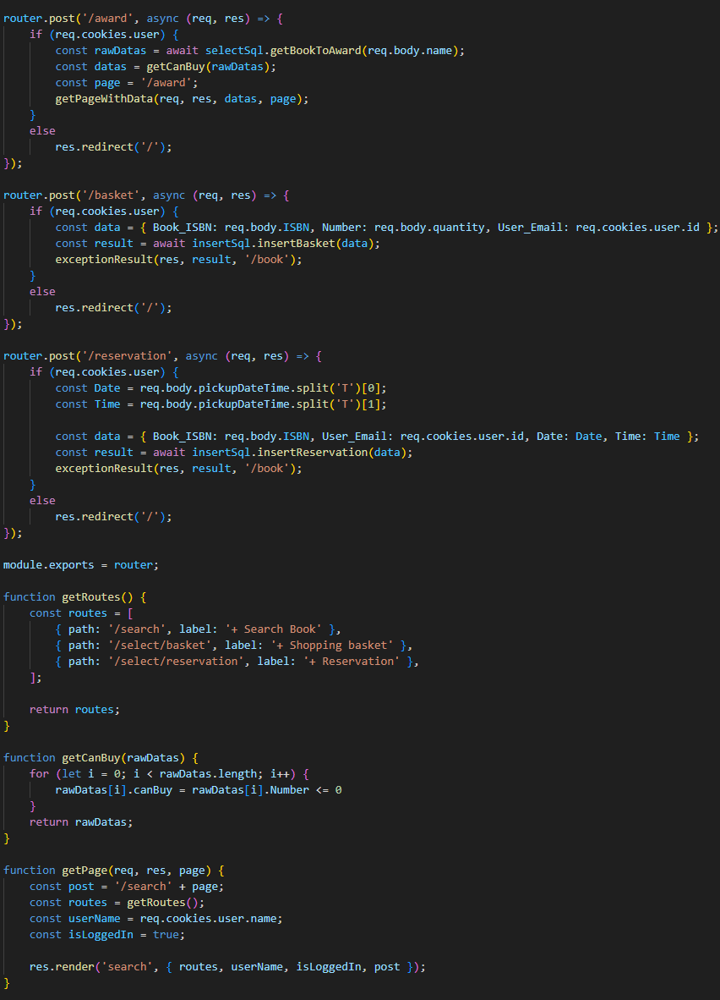 router.post('/award', async (req, res) => {
    if (req.cookies.user) {
        const rawDatas = await selectSql.getBookToAward(req.body.name);
        const datas = getCanBuy(rawDatas);
        const page = '/award';
        getPageWithData(req, res, datas, page);
    }
    else
        res.redirect('/');
});

router.post('/basket', async (req, res) => {
    if (req.cookies.user) {
        const data = { Book_ISBN: req.body.ISBN, Number: req.body.quantity, User_Email: req.cookies.user.id };
        const result = await insertSql.insertBasket(data);
        exceptionResult(res, result, '/book');
    }
    else
        res.redirect('/');
});

router.post('/reservation', async (req, res) => {
    if (req.cookies.user) {
        const Date = req.body.pickupDateTime.split('T')[0];
        const Time = req.body.pickupDateTime.split('T')[1];

        const data = { Book_ISBN: req.body.ISBN, User_Email: req.cookies.user.id, Date: Date, Time: Time };
        const result = await insertSql.insertReservation(data);
        exceptionResult(res, result, '/book');
    }
    else
        res.redirect('/');
});

module.exports = router;

function getRoutes() {
    const routes = [
        { path: '/search', label: '+ Search Book' },
        { path: '/select/basket', label: '+ Shopping basket' },
        { path: '/select/reservation', label: '+ Reservation' },
    ];

    return routes;
}

function getCanBuy(rawDatas) {
    for (let i = 0; i < rawDatas.length; i++) {
        rawDatas[i].canBuy = rawDatas[i].Number <= 0
    }
    return rawDatas;
}

function getPage(req, res, page) {
    const post = '/search' + page;
    const routes = getRoutes();
    const userName = req.cookies.user.name;
    const isLoggedIn = true;

    res.render('search', { routes, userName, isLoggedIn, post });
}